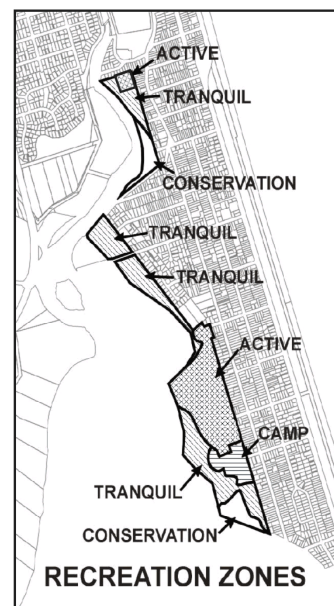 ACTIVE
TRANQUIL
CONSERVATION
TRANQUIL
TRANQUIL
ACTIVE
CAMP
TRANQUIL
CONSERVATION
RECREATION ZONES